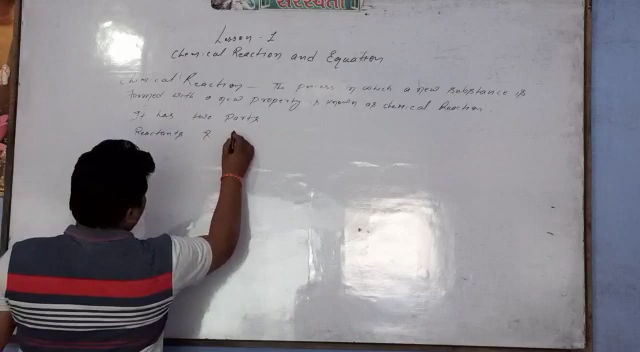 सरस्वती
Lesson - 1
Chemical Reaction and Equation
Chemical Reaction - The process in which a new substance is
formed with a new property is known as chemical Reaction
It has two parts
Reactants &